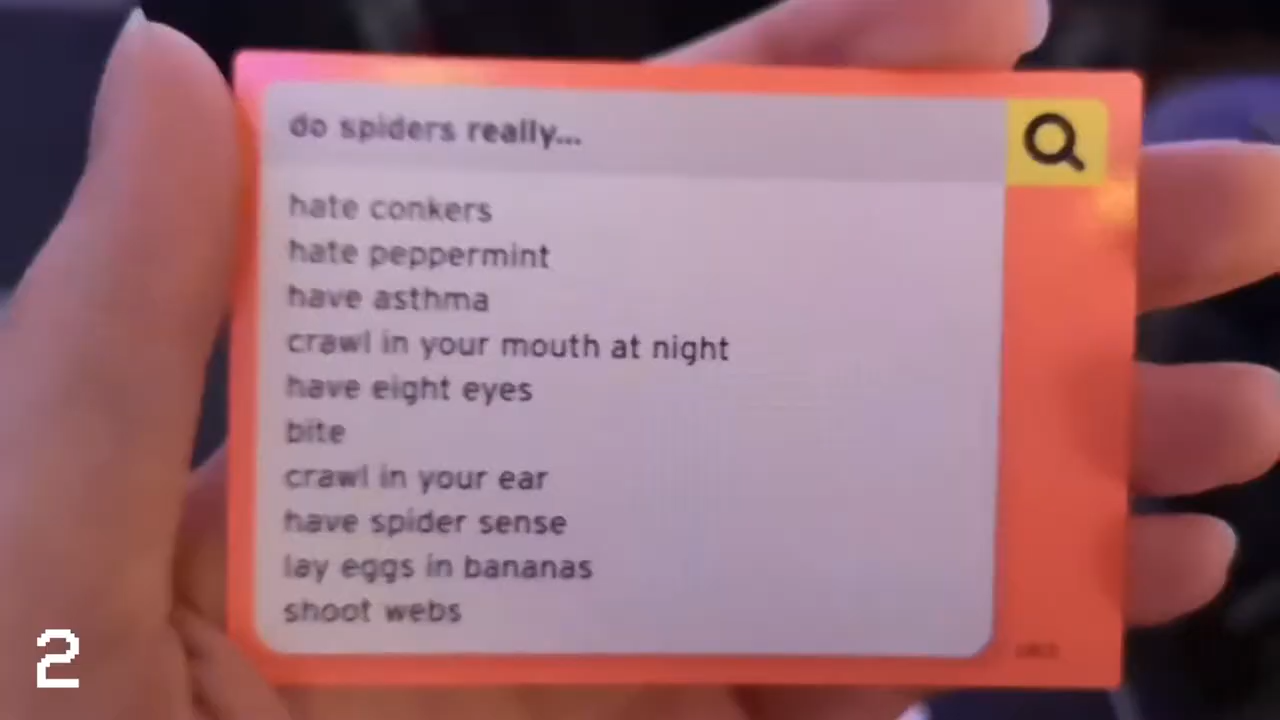 do spiders really...
hate conkers
hate peppermint
have asthma
crawl in your mouth at night
have eight eyes
bite
crawl in your ear
have spider sense
lay eggs in bananas
shoot webs
2